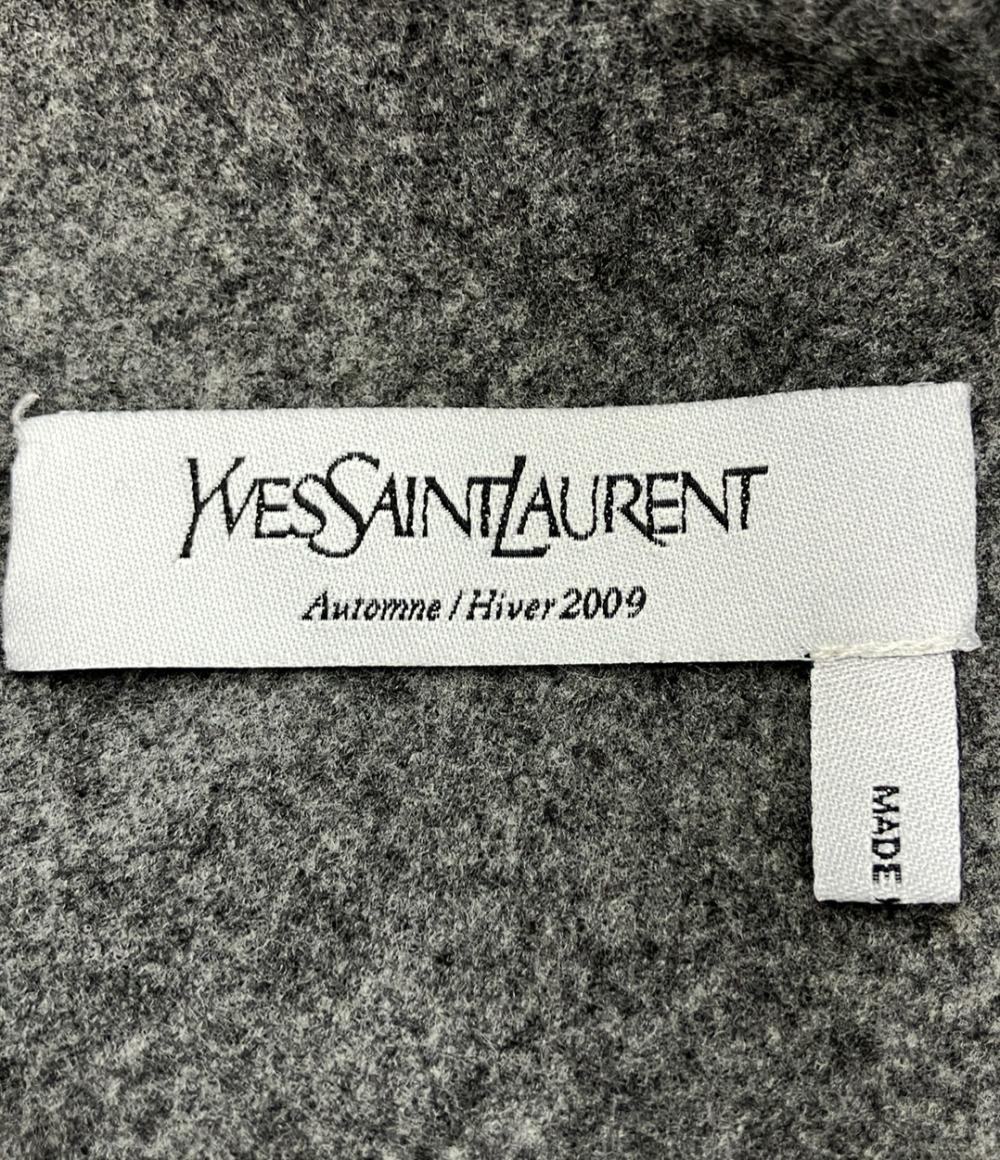 YVESSAINTLAURENT
Automne / Hiver 2009
MADE